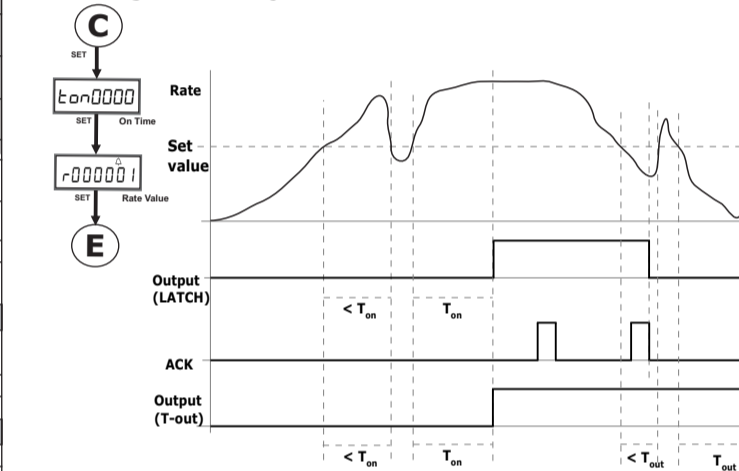 C
SET
ton0000
SET On Time
r000001
SET Rate Value
E
Rate
Set
value
Output
(LATCH)
< Ton
Ton
ACK
Output
(T-out)
< Ton
Ton
< Tout
Tout